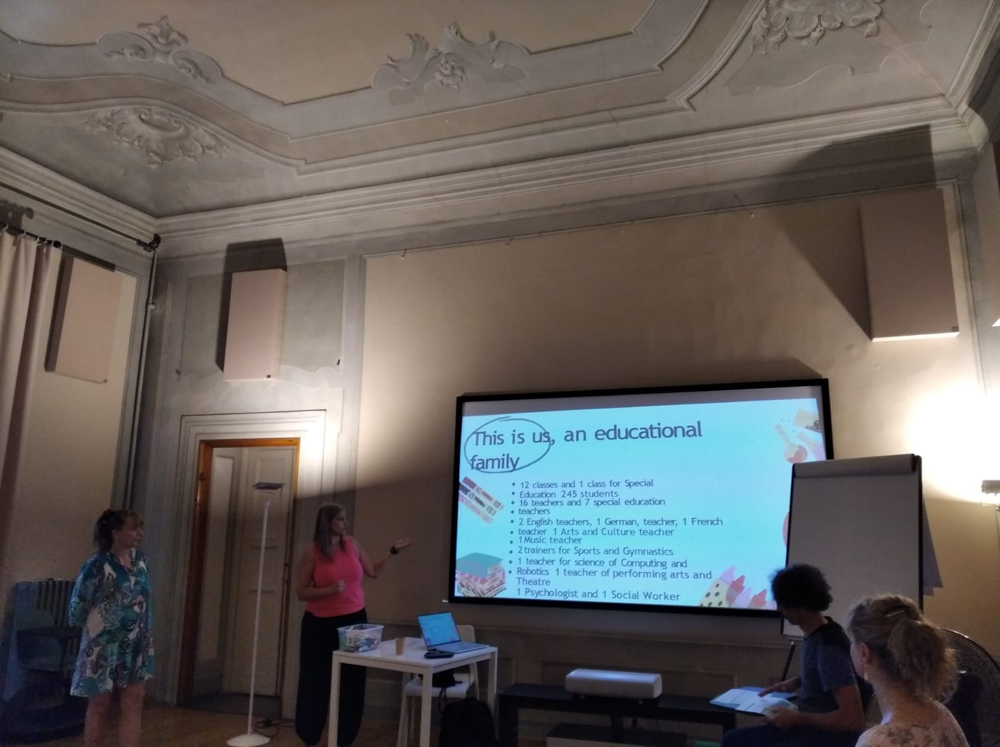 This is us, an educational
family
• 12 classes and 1 class for Special
• Education 245 students
• 16 teachers and 7 special education
• teachers
• 2 English teachers, 1 German, teacher, 1 French
• teacher 1 Arts and Culture teacher
• 1Music teacher
• 2trainers for Sports and Gymnastics
• 1 teacher for science of Computing and
• Robotics 1 teacher of performing arts and
Theatre
1 Psychologist and 1 Social Worker
2